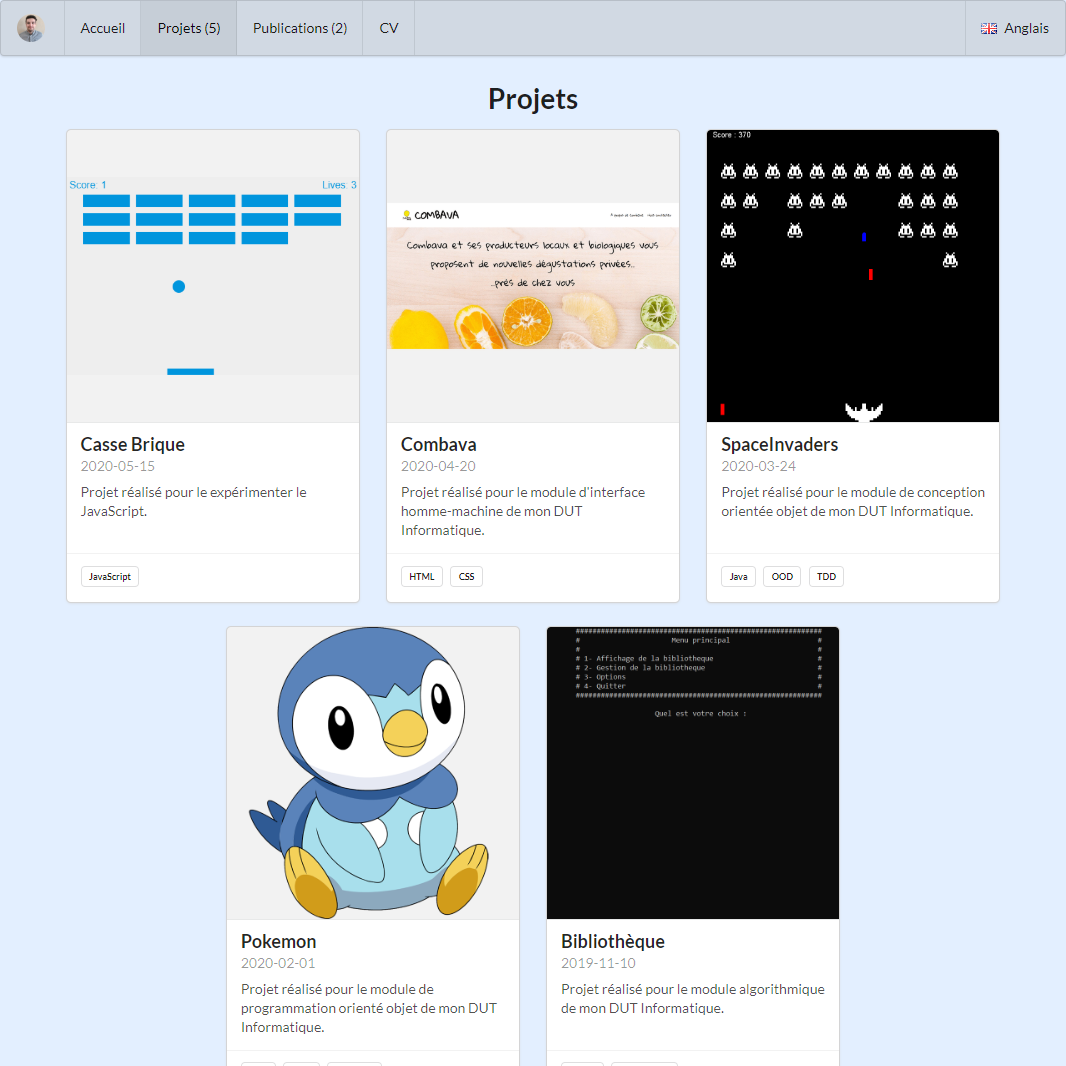 Accueil
Projets (5)
Publications (2)
CV
Anglais
Projets
Score: 1
Lives: 3
COMBAVA
Combava et ses producteurs locaux et biologiques vous
proposent de nouvelles dégustations privées...
...près de chez vous
Score : 370
Casse Brique
2020-05-15
Projet réalisé pour le expérimenter le
JavaScript.
JavaScript
Combava
2020-04-20
Projet réalisé pour le module d'interface
homme-machine de mon DUT
Informatique.
HTML
CSS
SpaceInvaders
2020-03-24
Projet réalisé pour le module de conception
orientée objet de mon DUT Informatique.
Java
OOD
TDD
Menu principal
# 1- Affichage de la bibliotheque #
# 2- Gestion de la bibliotheque #
# 3- Options #
# 4- Quitter #
Quel est votre choix :
Pokemon
2020-02-01
Projet réalisé pour le module de
programmation orienté objet de mon DUT
Informatique.
Bibliothèque
2019-11-10
Projet réalisé pour le module algorithmique
de mon DUT Informatique.